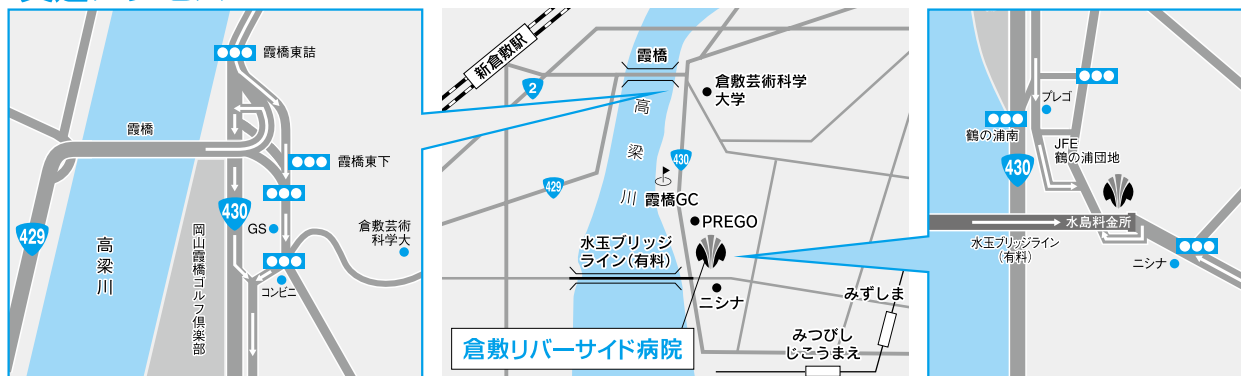 霞橋東詰
霞橋
霞橋東下
430
429
GS
倉敷芸術
科学大
高梁川
岡山霞橋ゴルフ倶楽部
コンビニ
新倉敷駅
2
霞橋
倉敷芸術科学
大学
高梁川
430
429
霞橋GC
PREGO
水玉ブリッジ
ライン(有料)
ニシナ
みずしま
みつびし
じこうまえ
倉敷リバーサイド病院
プレゴ
鶴の浦南
JFE
鶴の浦団地
430
水島料金所
水玉ブリッジライン
(有料)
ニシナ